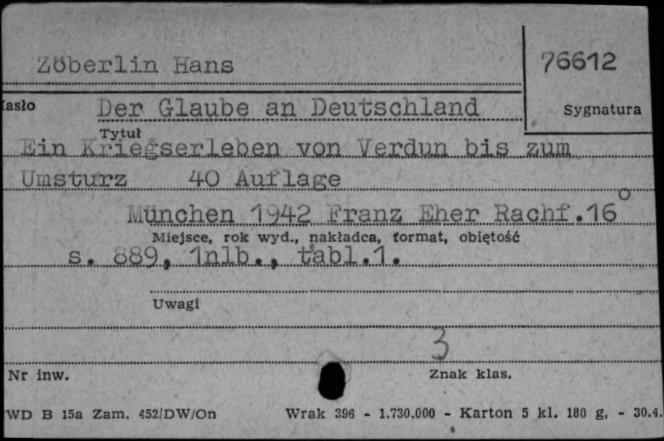 Zöberlin Hans
76612
asło
Der Glaube an Deutschland
Sygnatura
Tytuł
Ein Kriegserleben von Verdun bis zum
Umsturz 40 Auflage
München 1942 Franz Eher Rachf.16°
Miejsce, rok wyd., nakładca, format, objętość
s. 889, 1nlb., tabl.1.
Uwagi
3
Nr inw.
Znak klas.
WD B 15a Zam. 452/DW/On Wrak 396 - 1.730.000 - Karton 5 kl. 180 g, - 30.4.